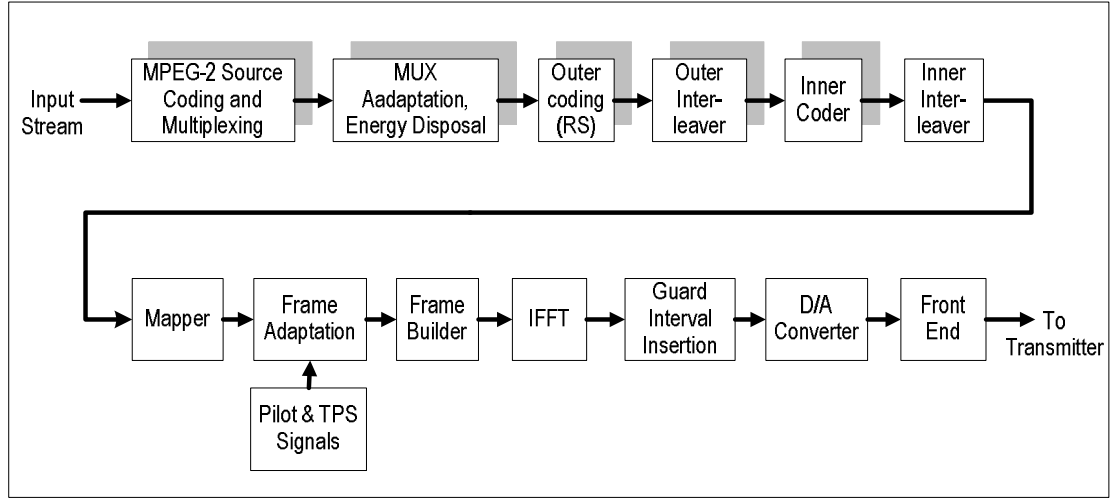 Input
Stream
MPEG-2 Source
Coding and
Multiplexing
MUX
Aadaptation,
Energy Disposal
Outer
coding
(RS)
Outer
Inter-
leaver
Inner
Coder
Inner
Inter-
leaver
Mapper
Frame
Adaptation
Frame
Builder
IFFT
Guard
Interval
Insertion
D/A
Converter
Front
End
To
Transmitter
Pilot & TPS
Signals